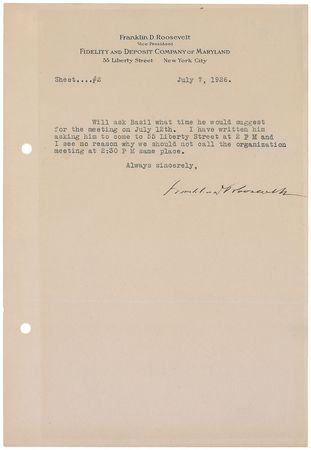 Franklin D. Roosevelt
Vice President
Fidelity and Deposit Company of Maryland
55 Liberty Street New York City
Sheet....#2 July 7, 1926.
Will ask Basil what time he would suggest
for the meeting on July 12th. I have written him
asking him to come to 55 Liberty Street at 2 P M and
I see no reason why we should not call the organization
meeting at 2:30 P M same place.
Always sincerely,
Franklin D Roosevelt